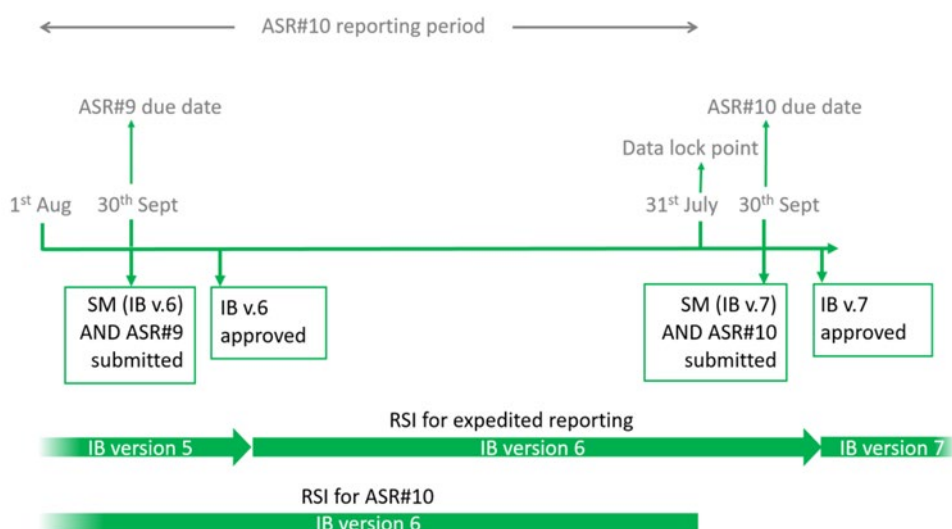 ASR#10 reporting period
ASR#9 due date
ASR#10 due date
Data lock point
1st Aug
30th Sept
31st July
30th Sept
SM (IB v.6)
AND ASR#9
submitted
IB v.6
approved
SM (IB v.7)
AND ASR#10
submitted
IB v.7
approved
RSI for expedited reporting
IB version 5
IB version 6
IB version 7
RSI for ASR#10
IB version 6